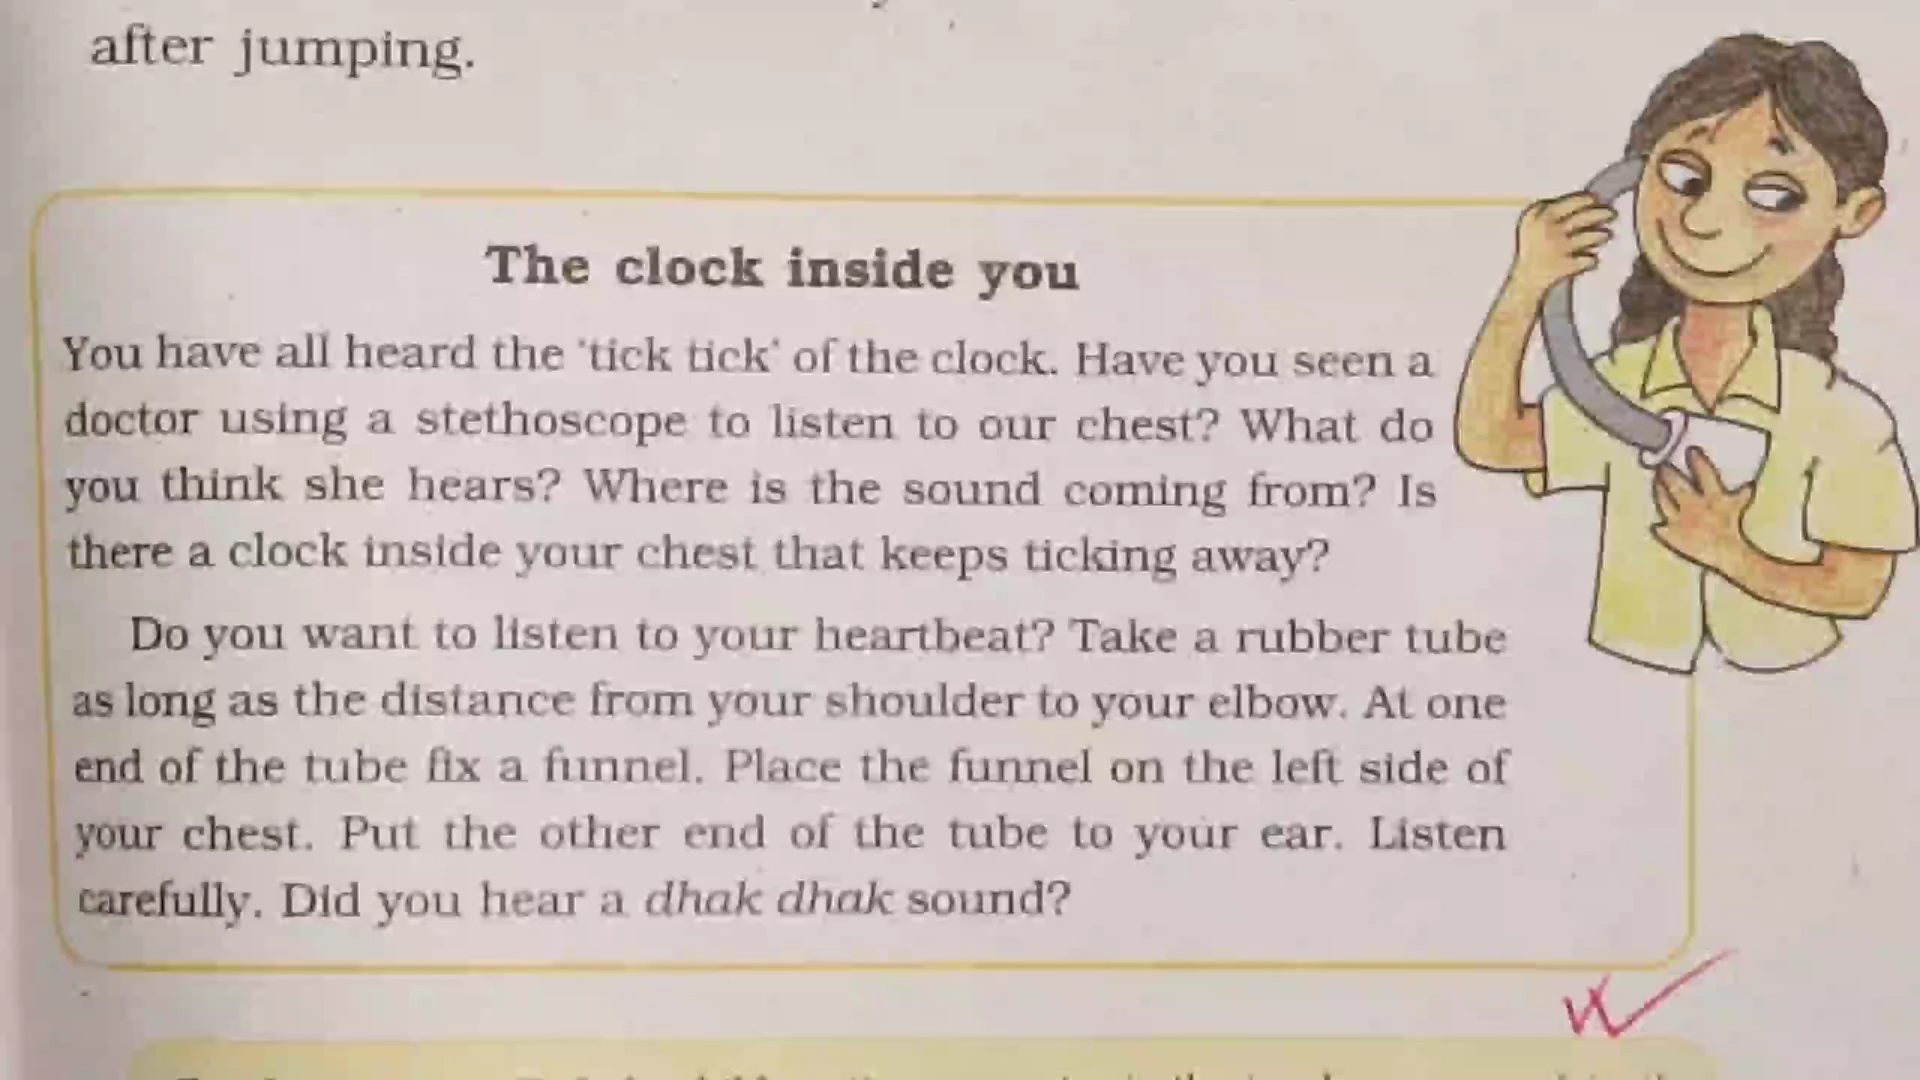 after jumping.
The clock inside you
You have all heard the 'tick tick' of the clock. Have you seen a
doctor using a stethoscope to listen to our chest? What do
you think she hears? Where is the sound coming from? Is
there a clock inside your chest that keeps ticking away?
Do you want to listen to your heartbeat? Take a rubber tube
as long as the distance from your shoulder to your elbow. At one
end of the tube fix a funnel. Place the funnel on the left side of
your chest. Put the other end of the tube to your ear. Listen
carefully. Did you hear a dhak dhak sound?